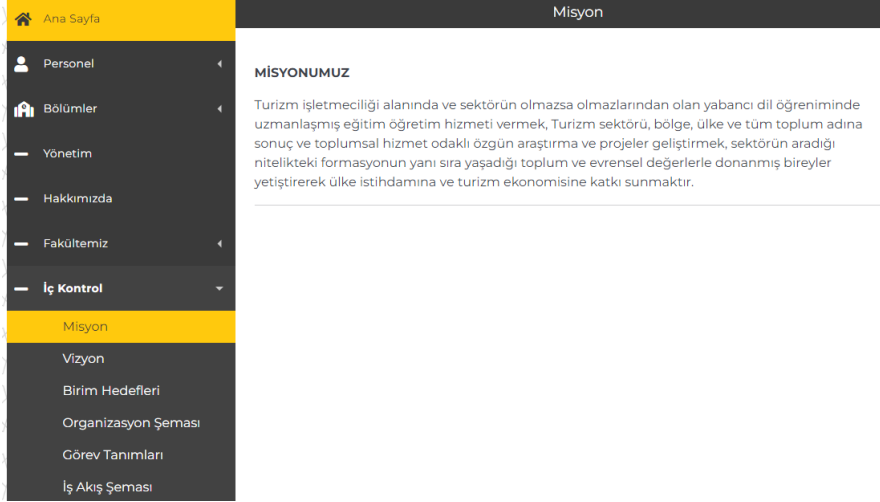 Ana Sayfa
Personel
Bölümler
Yönetim
Hakkımızda
Fakültemiz
İç Kontrol
Misyon
Vizyon
Birim Hedefleri
Organizasyon Şeması
Görev Tanımları
İş Akış Şeması
Misyon
MİSYONUMUZ
Turizm işletmeciliği alanında ve sektörün olmazsa olmazlarından olan yabancı dil öğreniminde
uzmanlaşmış eğitim öğretim hizmeti vermek, Turizm sektörü, bölge, ülke ve tüm toplum adına
sonuç ve toplumsal hizmet odaklı özgün araştırma ve projeler geliştirmek, sektörün aradığı
nitelikteki formasyonun yanı sıra yaşadığı toplum ve evrensel değerlerle donanmış bireyler
yetiştirerek ülke istihdamına ve turizm ekonomisine katkı sunmaktır.